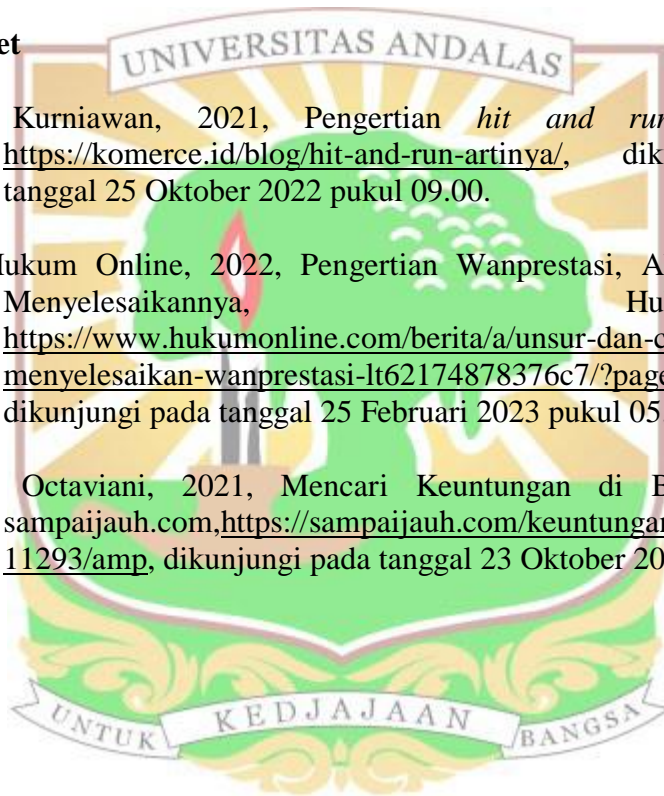 et
UNIVERSITAS ANDALAS
Kurniawan, 2021, Pengertian hit and run
https://komerce.id/blog/hit-and-run-artinya/, dik
tanggal 25 Oktober 2022 pukul 09.00.
Hukum Online, 2022, Pengertian Wanprestasi, A
Menyelesaikannya, Hu
https://www.hukumonline.com/berita/a/unsur-dan-c
menyelesaikan-wanprestasi-lt62174878376c7/?page
dikunjungi pada tanggal 25 Februari 2023 pukul 05.
Octaviani, 2021, Mencari Keuntungan di B
sampaijauh.com,https://sampaijauh.com/keuntungan
11293/amp, dikunjungi pada tanggal 23 Oktober 20
UNTUK KEDJAJAAN BANGSA